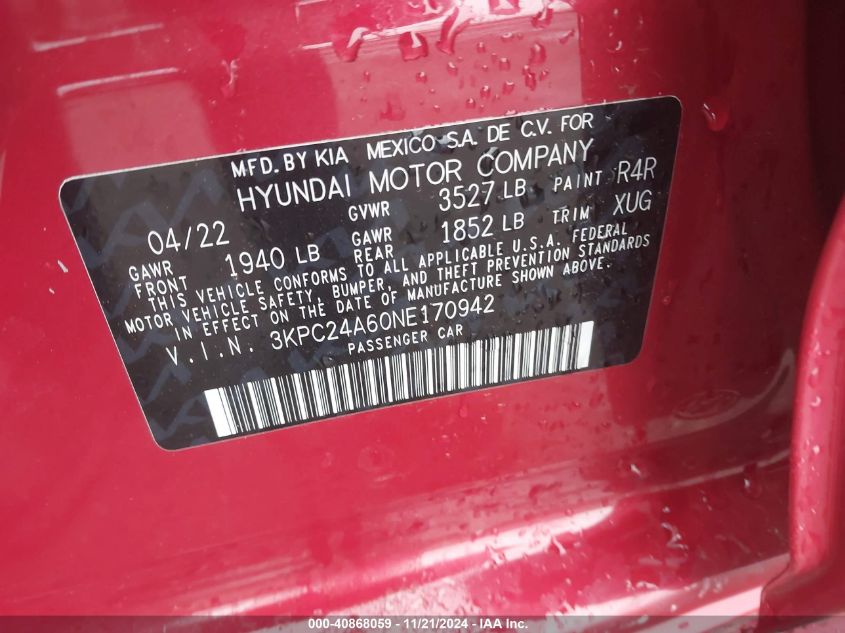 MFD. BY KIA MEXICO S.A. DE C.V. FOR
HYUNDAI MOTOR COMPANY
04/22 GVWR 3527 LB PAINT R4R
GAWR FRONT 1940 LB GAWR REAR 1852 LB TRIM XUG
THIS VEHICLE CONFORMS TO ALL APPLICABLE U.S.A. FEDERAL
MOTOR VEHICLE SAFETY, BUMPER, AND THEFT PREVENTION STANDARDS
IN EFFECT ON THE DATE OF MANUFACTURE SHOWN ABOVE.
V.I.N. 3KPC24A60NE170942
PASSENGER CAR
000-40868059 - 11/21/2024 - IAA Inc.